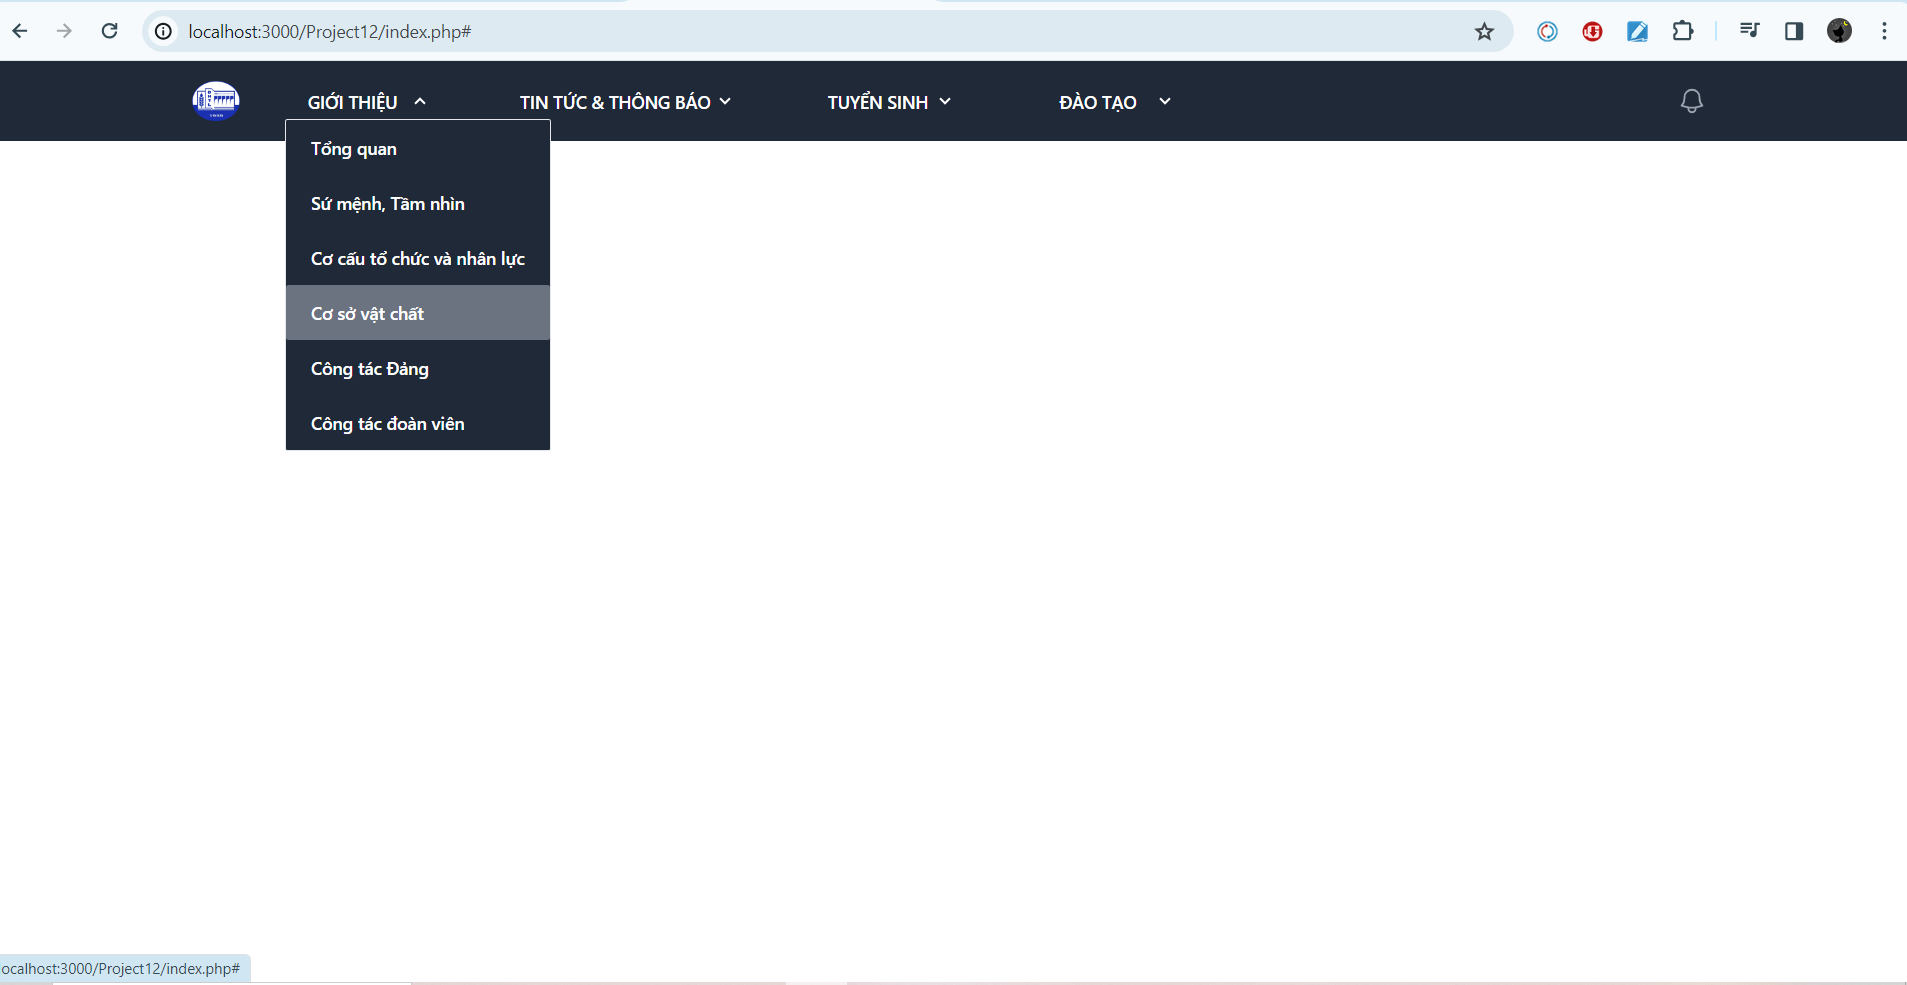 localhost:3000/Project12/index.php#
GIỚI THIỆU
TIN TỨC & THÔNG BÁO
TUYỂN SINH
ĐÀO TẠO
Tổng quan
Sứ mệnh, Tầm nhìn
Cơ cấu tổ chức và nhân lực
Cơ sở vật chất
Công tác Đảng
Công tác đoàn viên
localhost:3000/Project12/index.php#